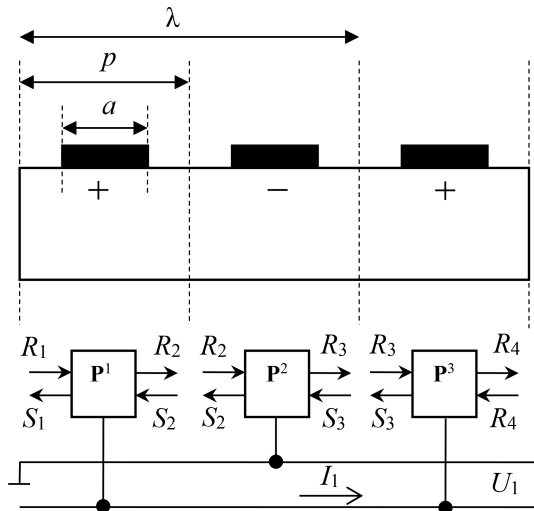 λ
p
a
+ − +
R1 R2 R2 R3 R3 R4
P1 P2 P3
S1 S2 S2 S3 S3 R4
I1 U1